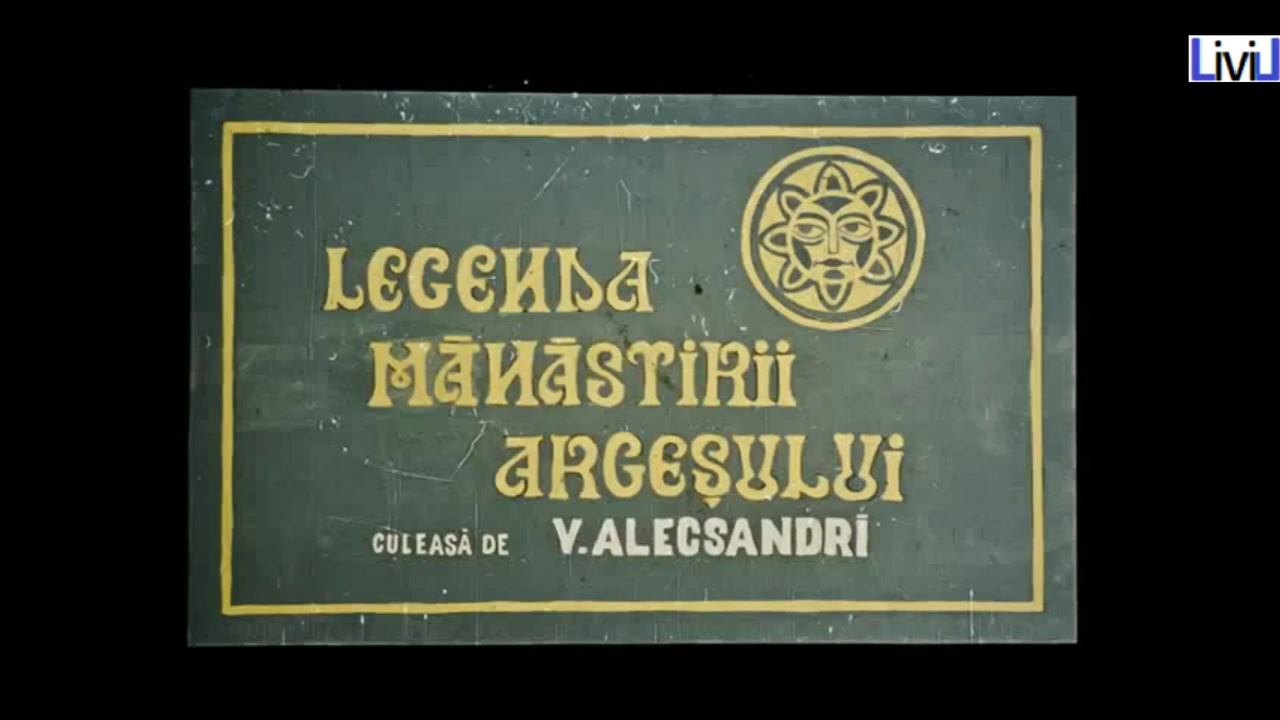 LiviU
LEGENDA
MĂNĂSTIRII
ARGEŞULUI
CULEASĂ DE V. ALECSANDRI